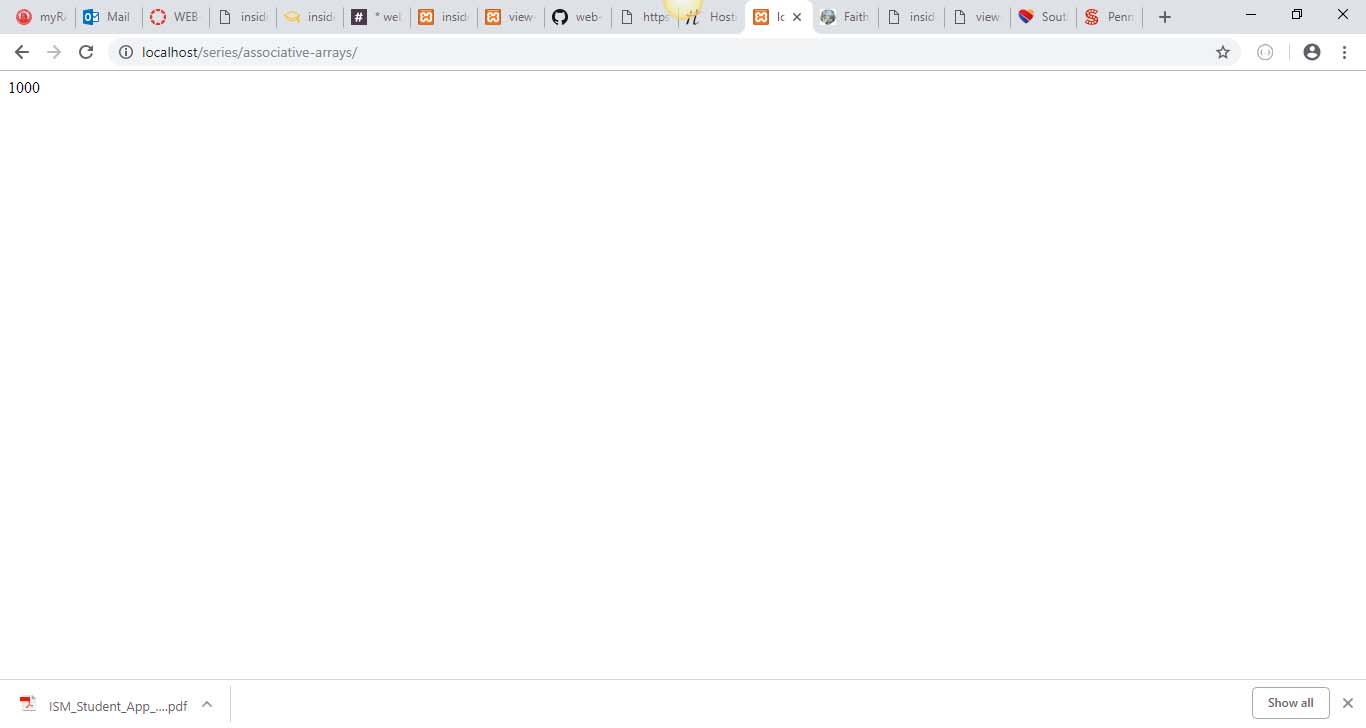 myR Mail WEB insid insid * wel insid view- web- https Host lc Faith insid view Sout Penn
localhost/series/associative-arrays/
1000
ISM_Student_App_....pdf Show all